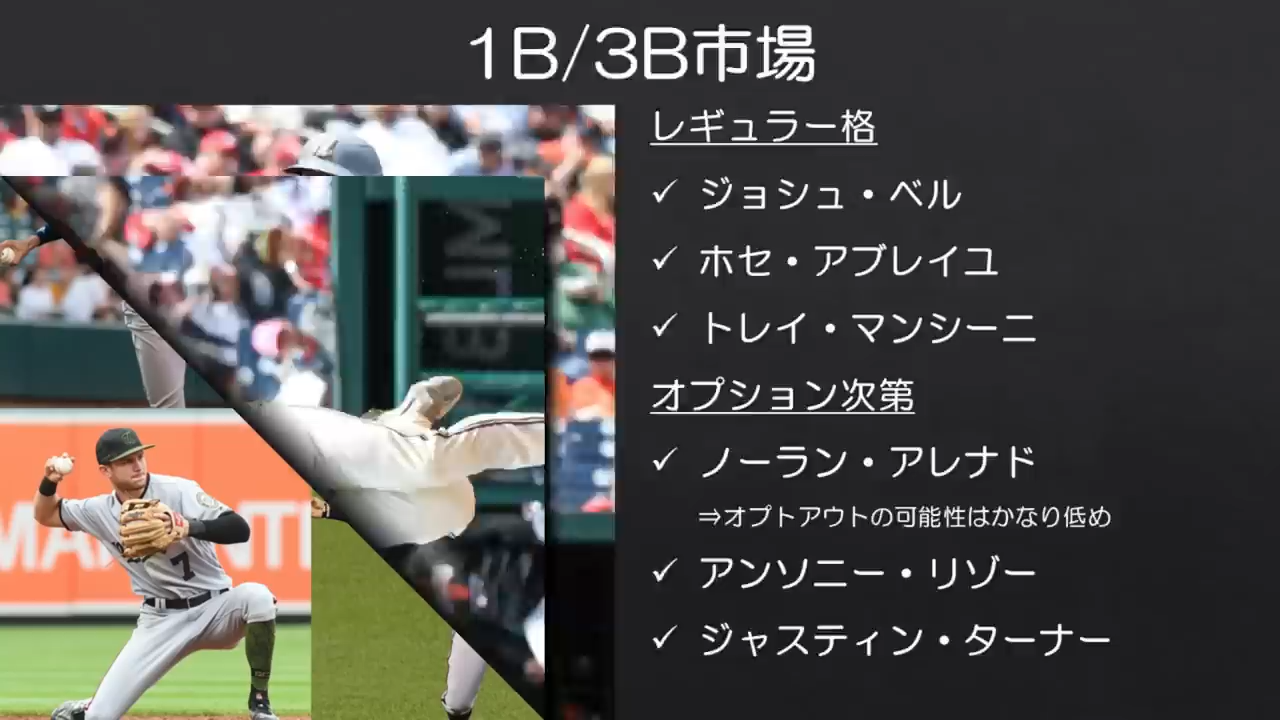 1B/3B市場
レギュラー格
✓ ジョシュ・ベル
✓ ホセ・アブレイユ
✓ トレイ・マンシーニ
オプション次第
✓ ノーラン・アレナド
⇒オプトアウトの可能性はかなり低め
✓ アンソニー・リゾー
✓ ジャスティン・ターナー
7